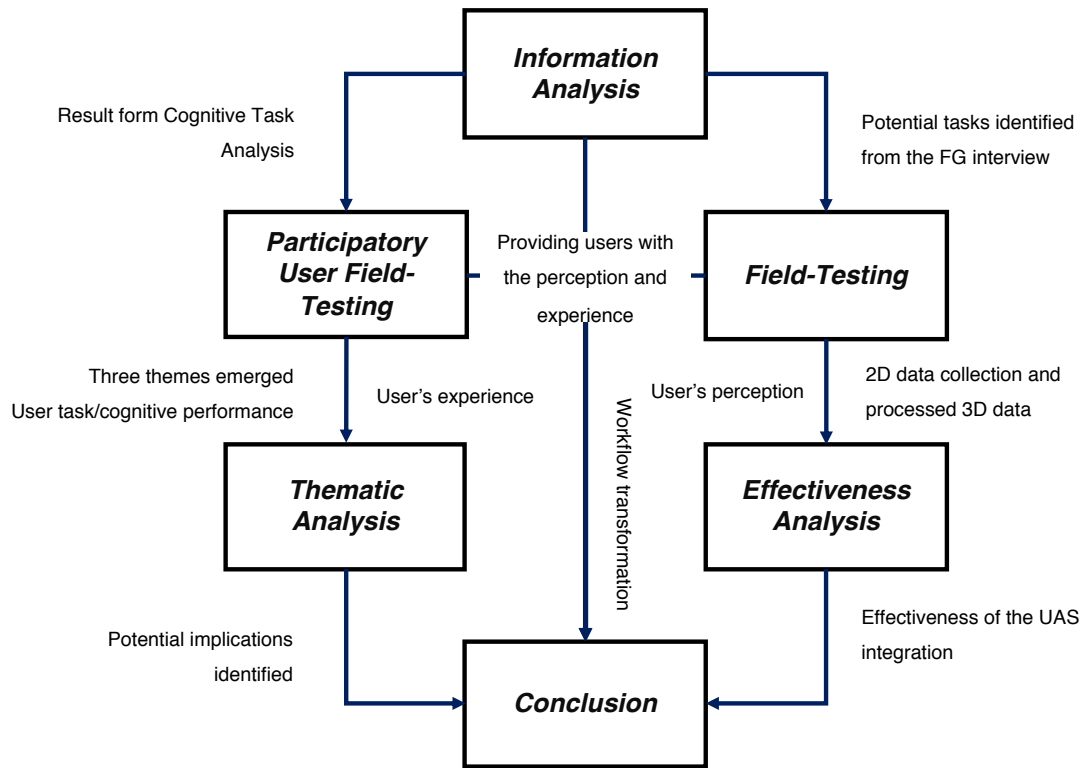 Information
Analysis
Result form Cognitive Task
Analysis
Potential tasks identified
from the FG interview
Participatory
User Field-
Testing
Providing users with
the perception and
experience
Field-Testing
Three themes emerged
User task/cognitive performance
User's experience
Workflow transformation
User's perception
2D data collection and
processed 3D data
Thematic
Analysis
Effectiveness
Analysis
Potential implications
identified
Effectiveness of the UAS
integration
Conclusion